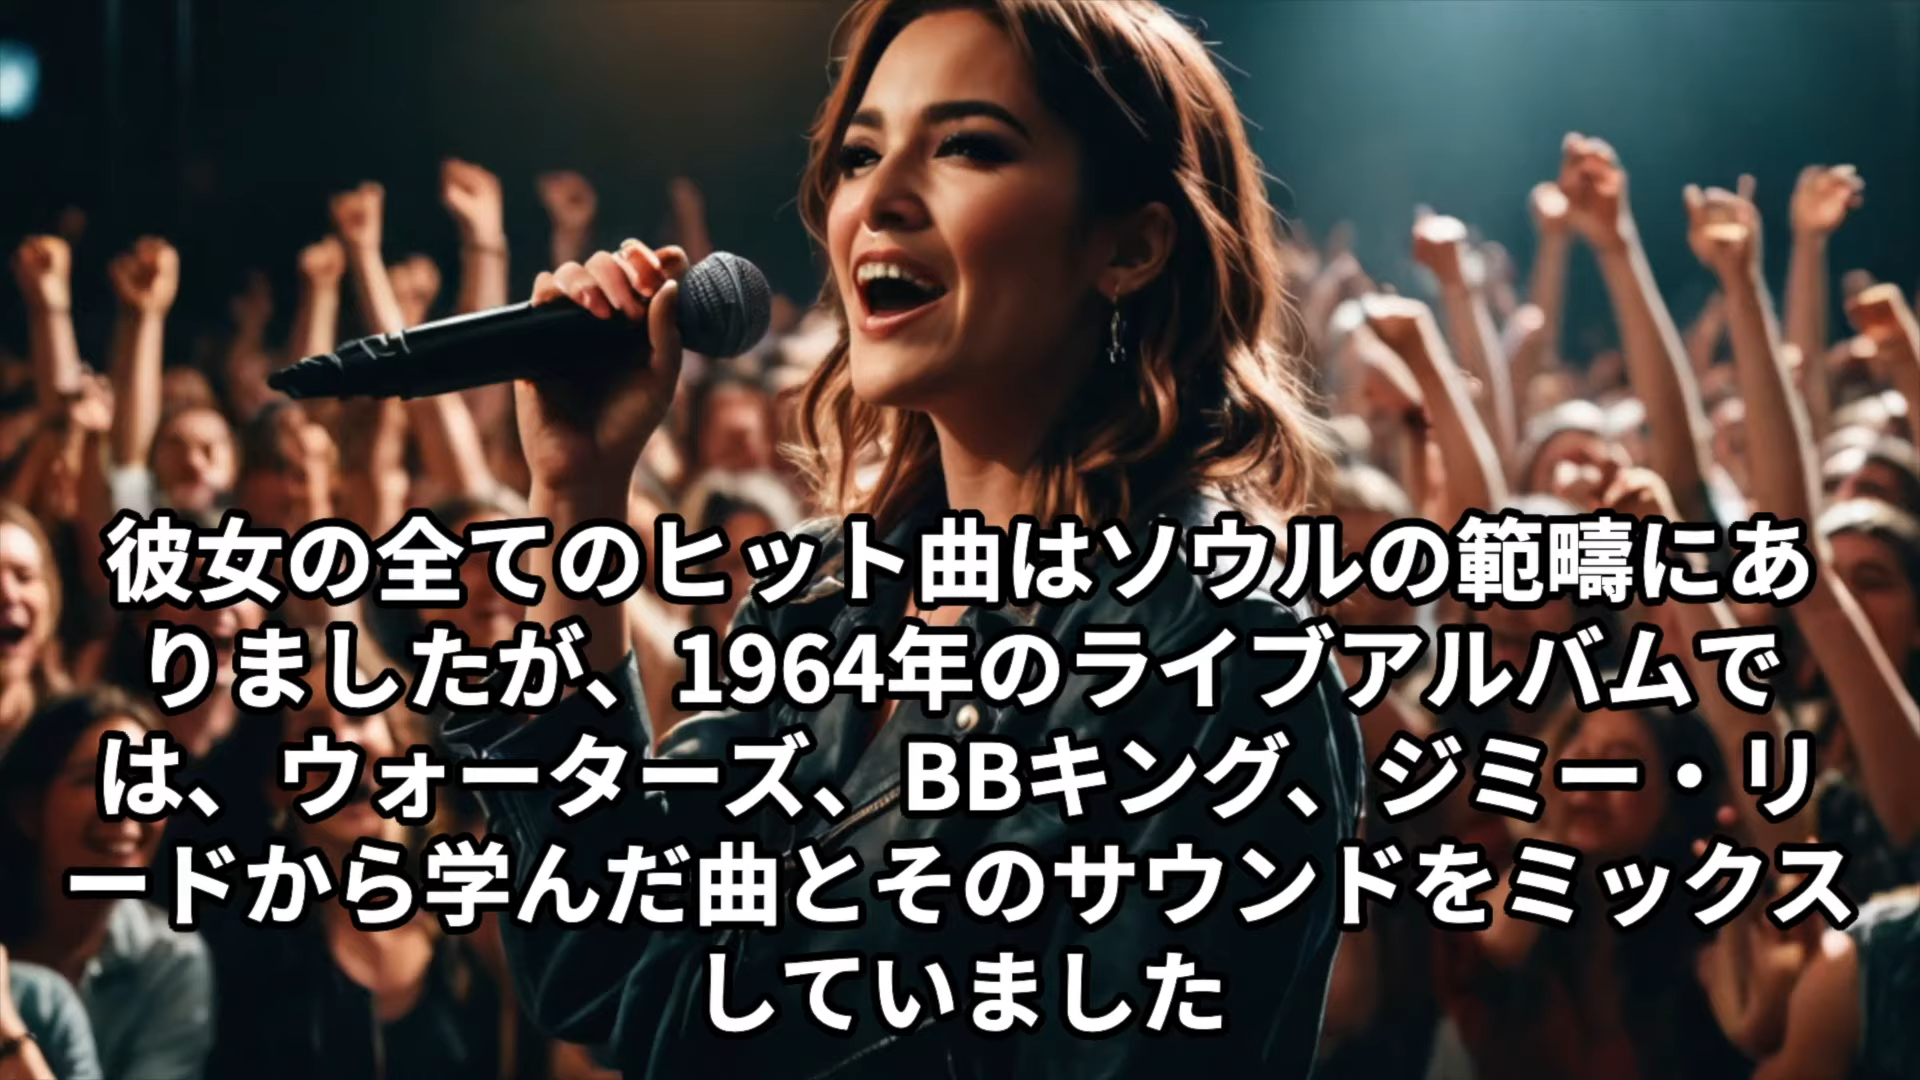 彼女の全てのヒット曲はソウルの範疇にあ
りましたが、1964年のライブアルバムで
は、ウォーターズ、BBキング、ジミー・リ
ードから学んだ曲とそのサウンドをミックス
していました